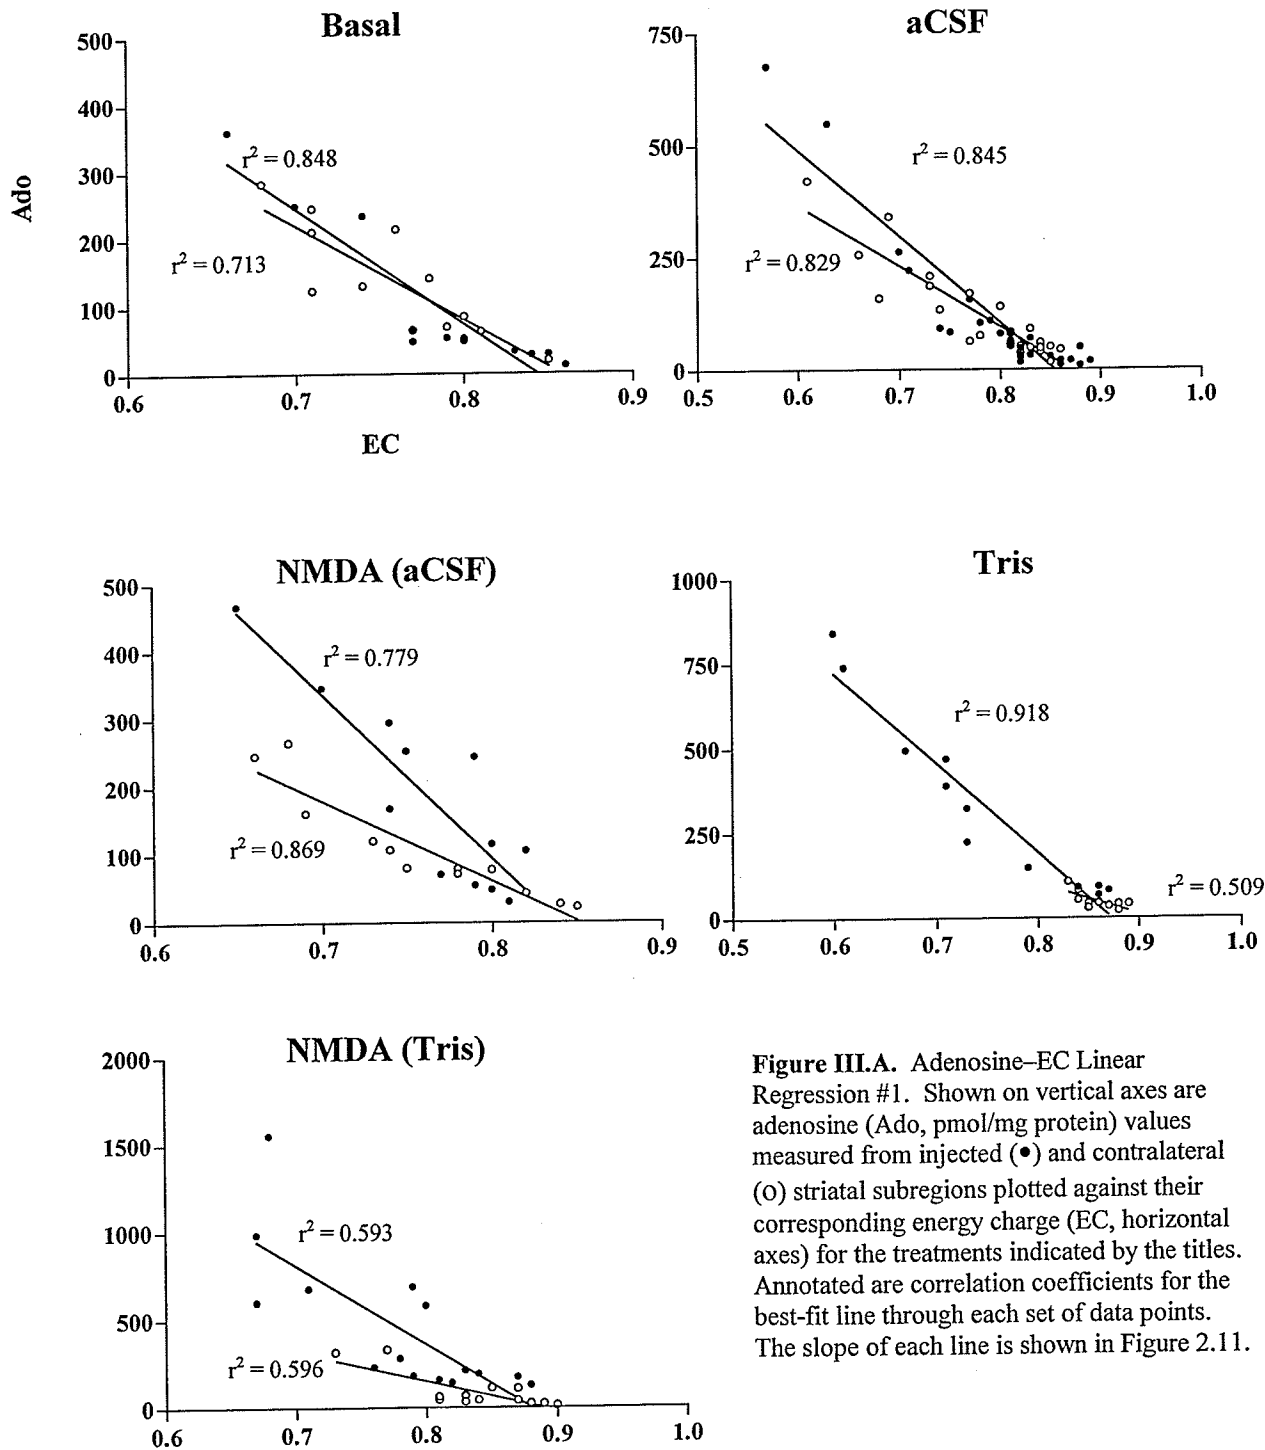 Basal
500
400
300
200
100
0
Ado
r² = 0.848
r² = 0.713
0.6 0.7 0.8 0.9
EC
aCSF
750
500
250
0
r² = 0.845
r² = 0.829
0.5 0.6 0.7 0.8 0.9 1.0
NMDA (aCSF)
500
400
300
200
100
0
r² = 0.779
r² = 0.869
0.6 0.7 0.8 0.9
Tris
1000
750
500
250
0
r² = 0.918
r² = 0.509
0.5 0.6 0.7 0.8 0.9 1.0
NMDA (Tris)
2000
1500
1000
500
0
r² = 0.593
r² = 0.596
0.6 0.7 0.8 0.9 1.0
Figure III.A. Adenosine–EC Linear
Regression #1. Shown on vertical axes are
adenosine (Ado, pmol/mg protein) values
measured from injected (●) and contralateral
(o) striatal subregions plotted against their
corresponding energy charge (EC, horizontal
axes) for the treatments indicated by the titles.
Annotated are correlation coefficients for the
best-fit line through each set of data points.
The slope of each line is shown in Figure 2.11.